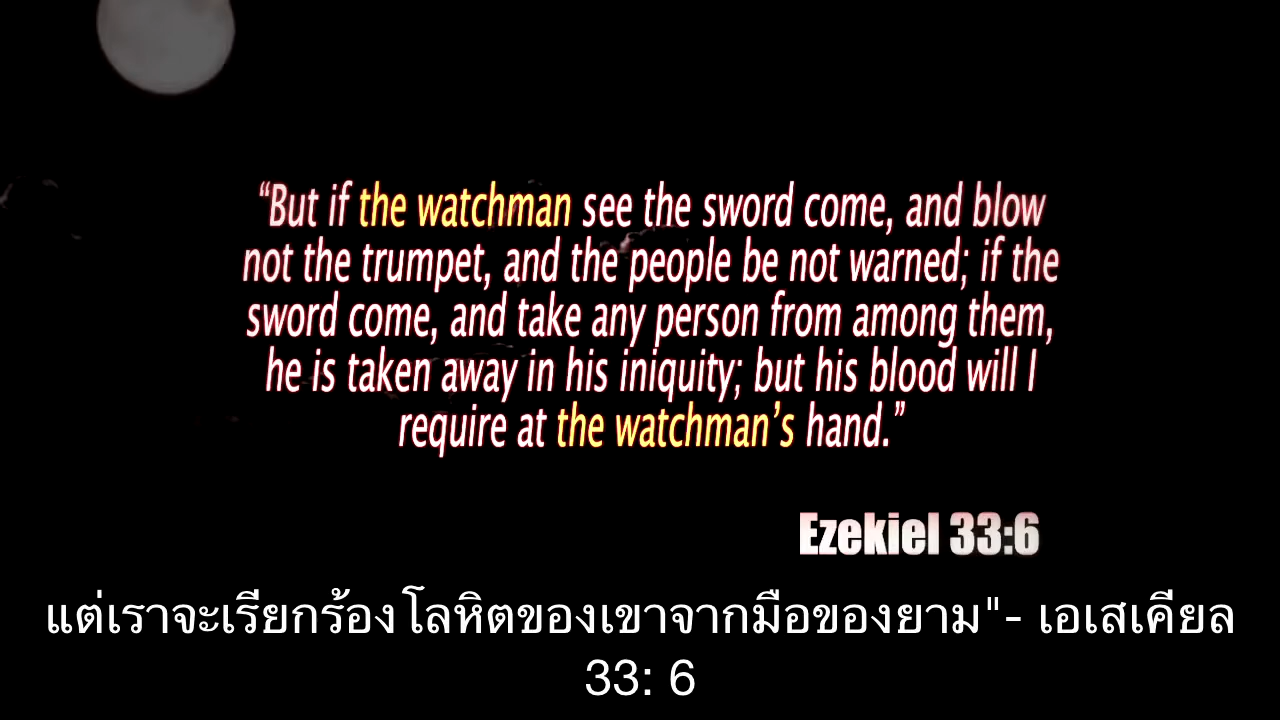 “But if the watchman see the sword come, and blow
not the trumpet, and the people be not warned; if the
sword come, and take any person from among them,
he is taken away in his iniquity; but his blood will I
require at the watchman’s hand.”
Ezekiel 33:6
แต่เราจะเรียกร้องโลหิตของเขาจากมือของยาม"- เอเสเคียล
33: 6